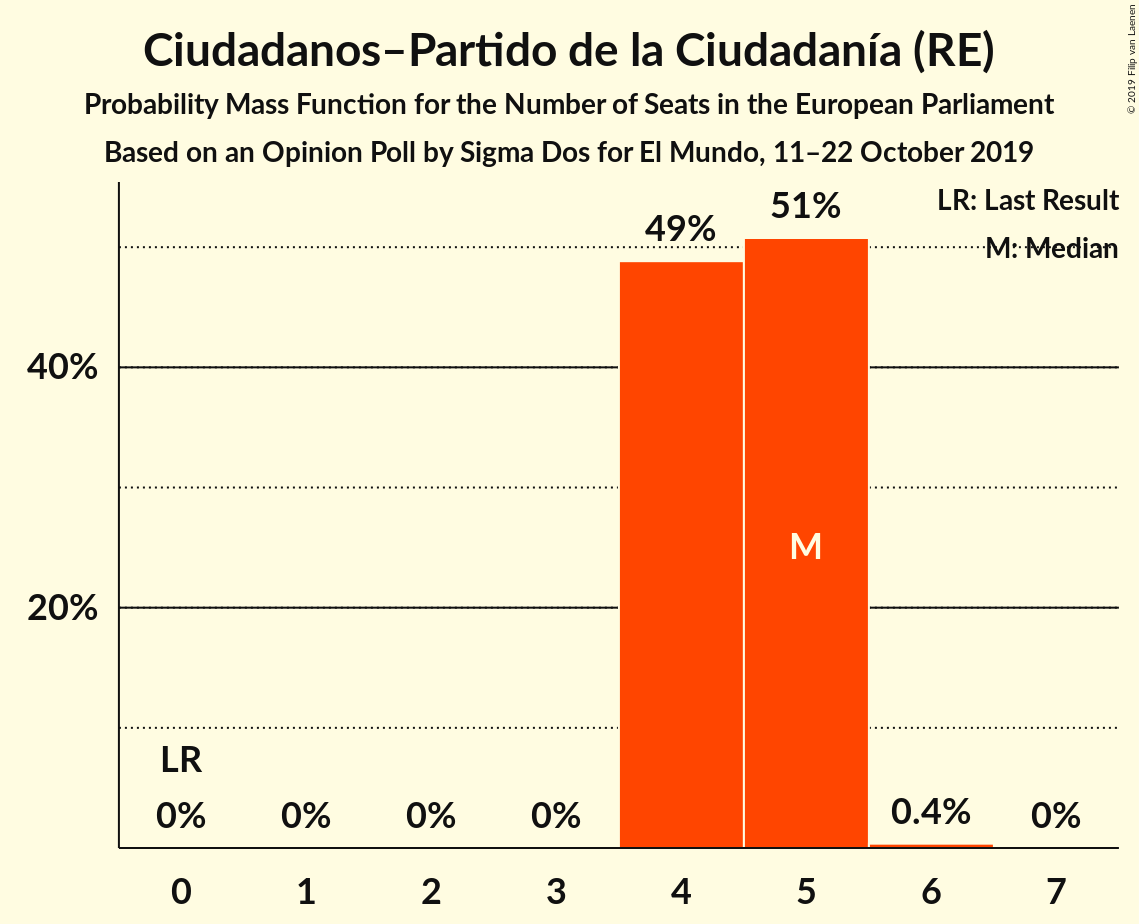 Ciudadanos–Partido de la Ciudadanía (RE)
Probability Mass Function for the Number of Seats in the European Parliament
Based on an Opinion Poll by Sigma Dos for El Mundo, 11–22 October 2019
© 2019 Filip van Laenen
LR: Last Result
M: Median
49%
51%
40%
M
20%
LR
0%
0%
0%
0%
0.4%
0%
0
1
2
3
4
5
6
7